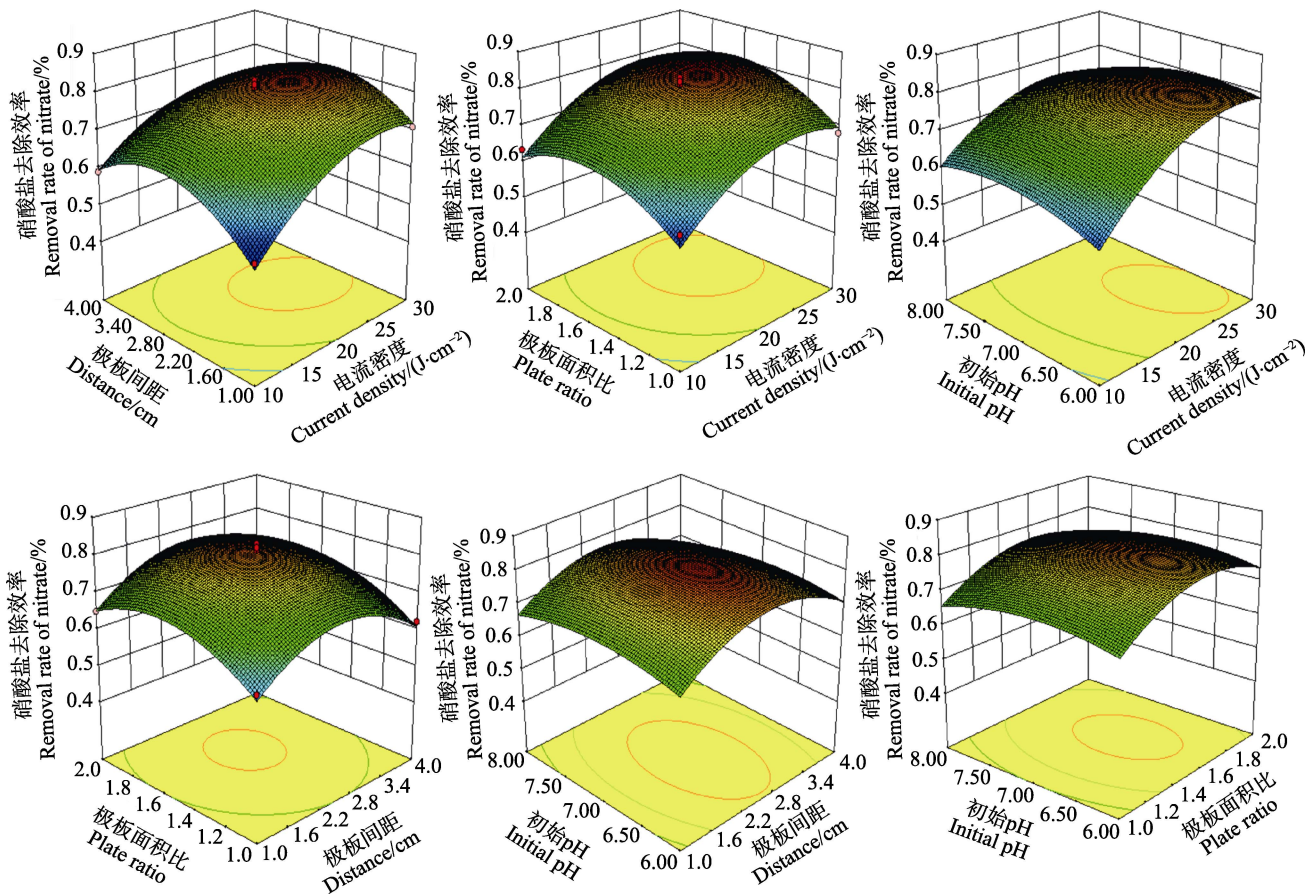 硝酸盐去除效率
Removal rate of nitrate/%
0.9
0.8
0.7
0.6
0.5
0.4
4.00
3.40
2.80
2.20
1.60
1.00
极板间距
Distance/cm
10
15
20
25
30
电流密度
Current density/(J·cm⁻²)
硝酸盐去除效率
Removal rate of nitrate/%
0.9
0.8
0.7
0.6
0.5
0.4
2.0
1.8
1.6
1.4
1.2
1.0
极板面积比
Plate ratio
10
15
20
25
30
电流密度
Current density/(J·cm⁻²)
硝酸盐去除效率
Removal rate of nitrate/%
0.9
0.8
0.7
0.6
0.5
0.4
8.00
7.50
7.00
6.50
6.00
初始pH
Initial pH
10
15
20
25
30
电流密度
Current density/(J·cm⁻²)
硝酸盐去除效率
Removal rate of nitrate/%
0.9
0.8
0.7
0.6
0.5
0.4
2.0
1.8
1.6
1.4
1.2
1.0
极板面积比
Plate ratio
1.0
1.6
2.2
2.8
3.4
4.0
极板间距
Distance/cm
硝酸盐去除效率
Removal rate of nitrate/%
0.9
0.8
0.7
0.6
0.5
0.4
8.00
7.50
7.00
6.50
6.00
初始pH
Initial pH
1.0
1.6
2.2
2.8
3.4
4.0
极板间距
Distance/cm
硝酸盐去除效率
Removal rate of nitrate/%
0.9
0.8
0.7
0.6
0.5
0.4
8.00
7.50
7.00
6.50
6.00
初始pH
Initial pH
1.0
1.2
1.4
1.6
1.8
2.0
极板面积比
Plate ratio